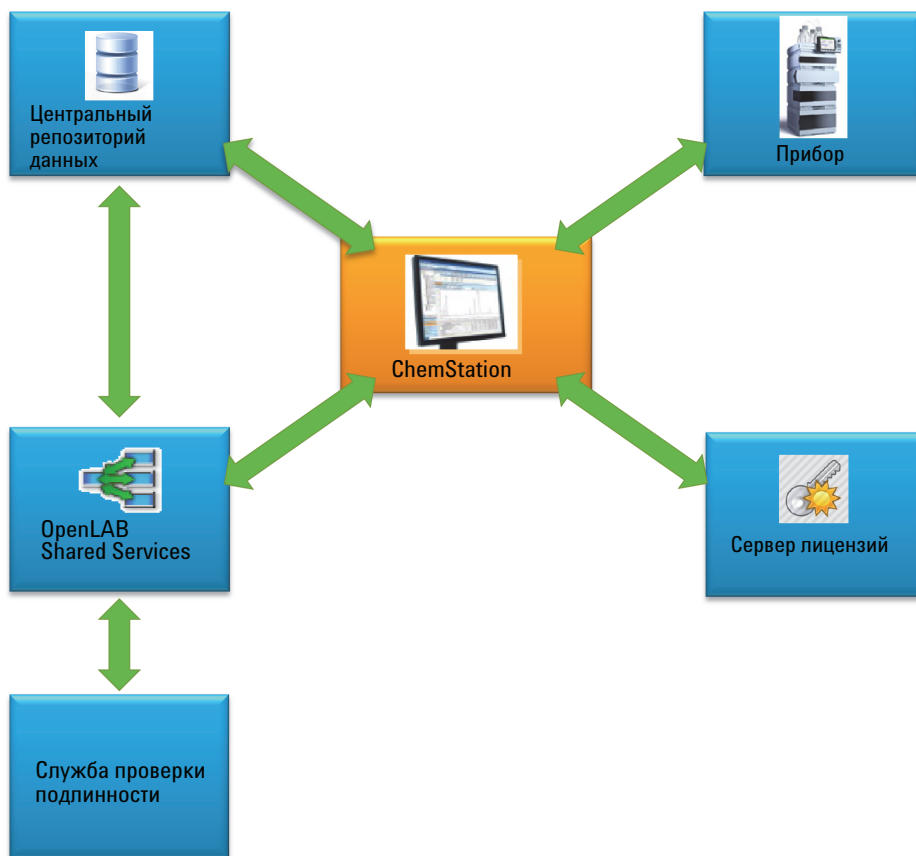 Центральный
репозиторий
данных
Прибор
ChemStation
OpenLAB
Shared Services
Сервер лицензий
Служба проверки
подлинности